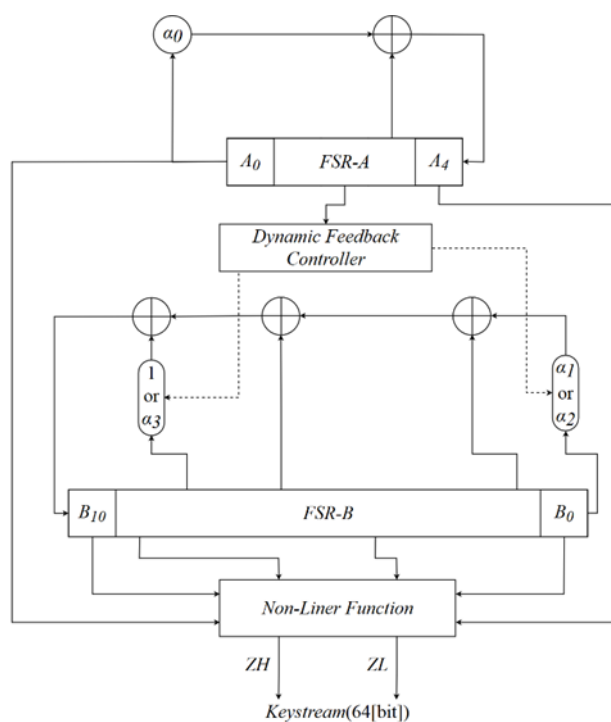 α0
A0 FSR-A A4
Dynamic Feedback
Controller
1
or
α3
α1
or
α2
B10 FSR-B B0
Non-Liner Function
ZH ZL
Keystream(64[bit])